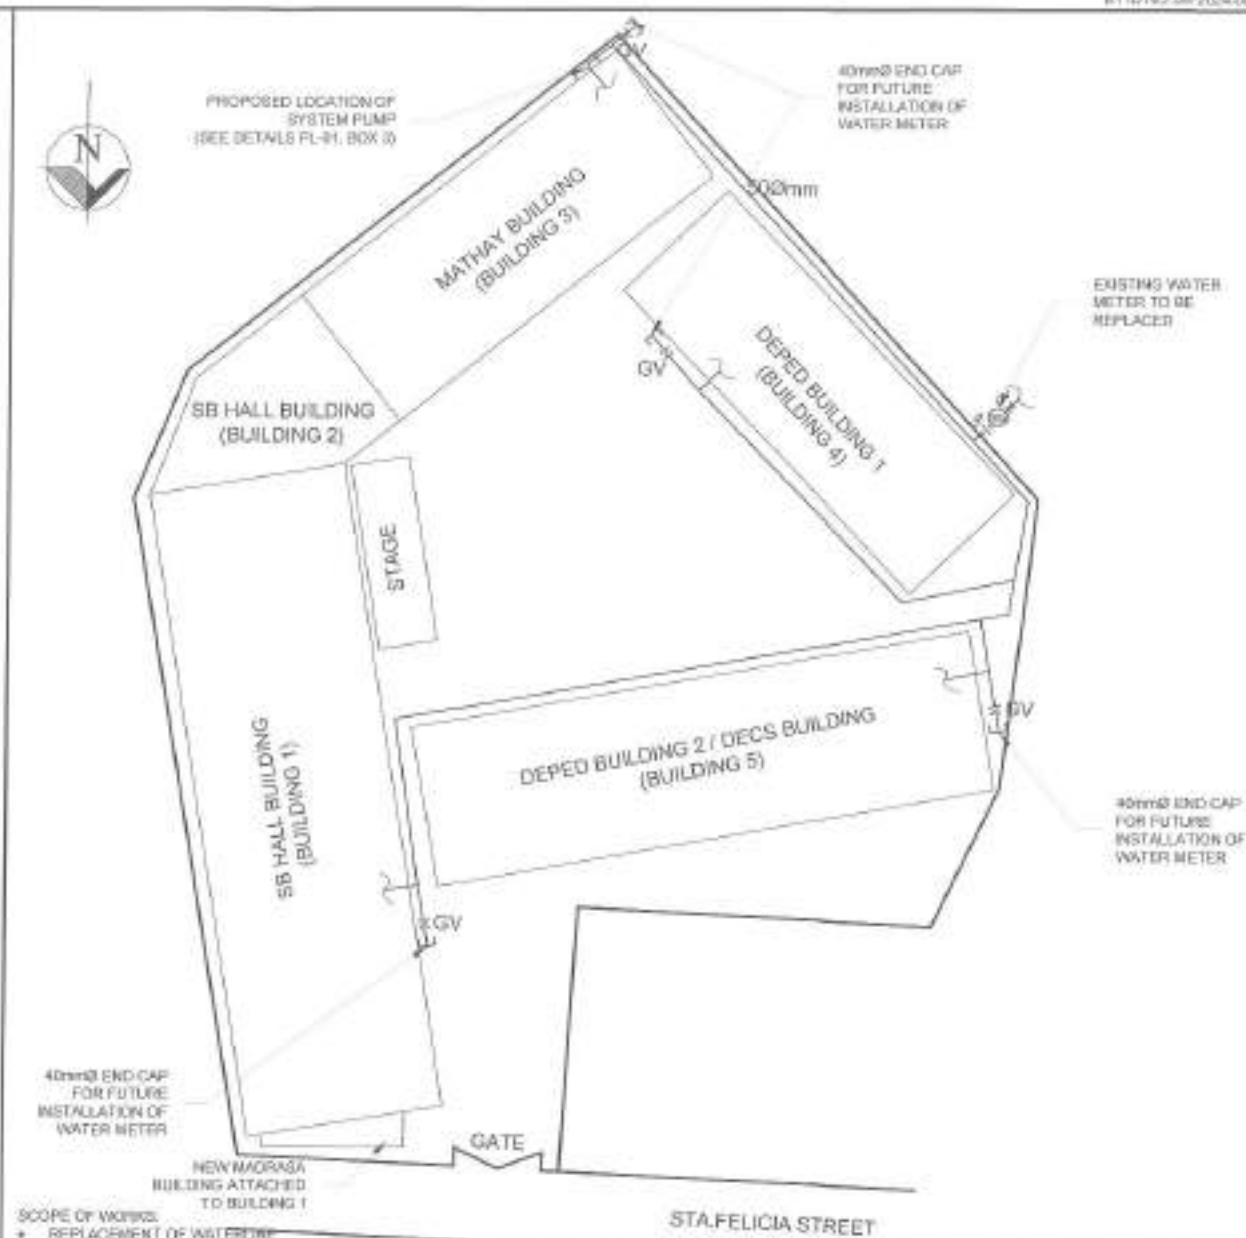 PROPOSED LOCATION OF
SYSTEM PUMP
(SEE DETAILS PL-01, BOX 3)
40mmØ END CAP
FOR FUTURE
INSTALLATION OF
WATER METER
N
GV
MATHAY BUILDING
(BUILDING 3)
50Ømm
EXISTING WATER
METER TO BE
REPLACED
GV
DEPED BUILDING 1
(BUILDING 4)
SB HALL BUILDING
(BUILDING 2)
STAGE
GV
DEPED BUILDING 2 / DECS BUILDING
(BUILDING 5)
SB HALL BUILDING
(BUILDING 1)
40mmØ END CAP
FOR FUTURE
INSTALLATION OF
WATER METER
GV
40mmØ END CAP
FOR FUTURE
INSTALLATION OF
WATER METER
GATE
NEW MADRASA
BUILDING ATTACHED
TO BUILDING 1
STA.FELICIA STREET
SCOPE OF WORKS:
REPLACEMENT OF WATERLINE